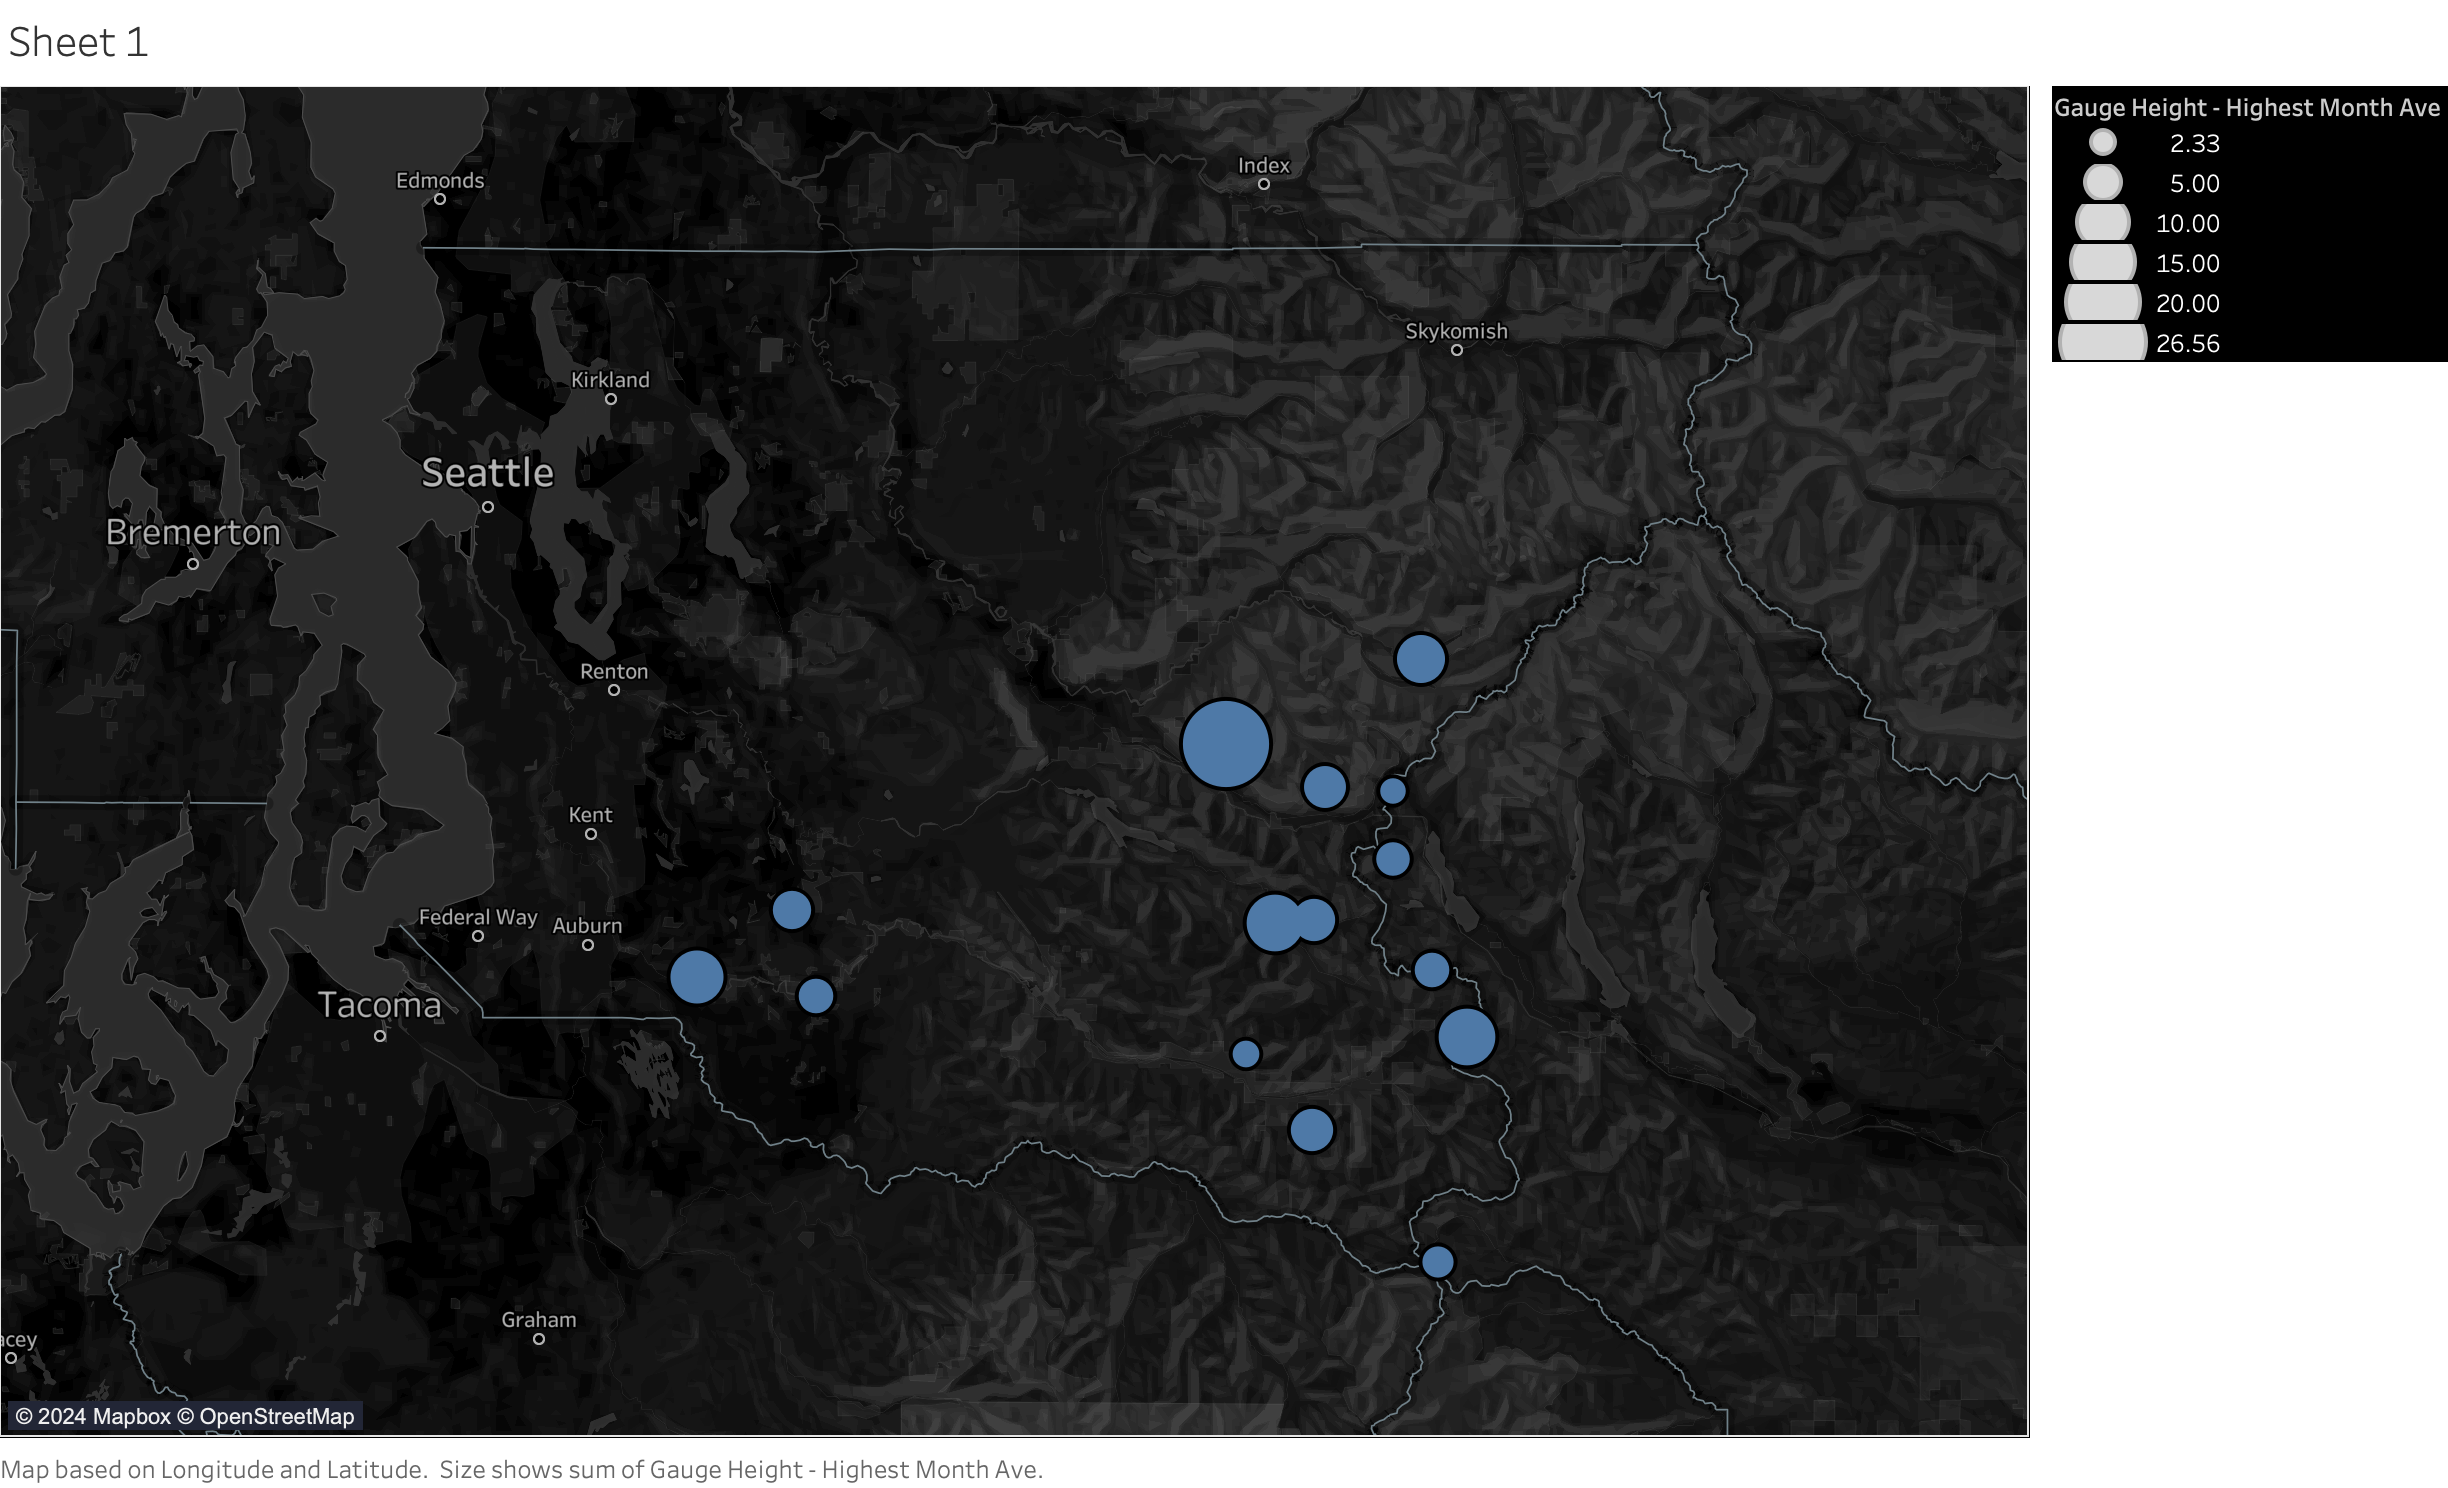 Sheet 1
Gauge Height - Highest Month Ave
2.33
5.00
10.00
15.00
20.00
26.56
Edmonds
Index
Skykomish
Kirkland
Seattle
Bremerton
Renton
Kent
Federal Way
Auburn
Tacoma
Graham
acey
© 2024 Mapbox © OpenStreetMap
Map based on Longitude and Latitude.  Size shows sum of Gauge Height - Highest Month Ave.